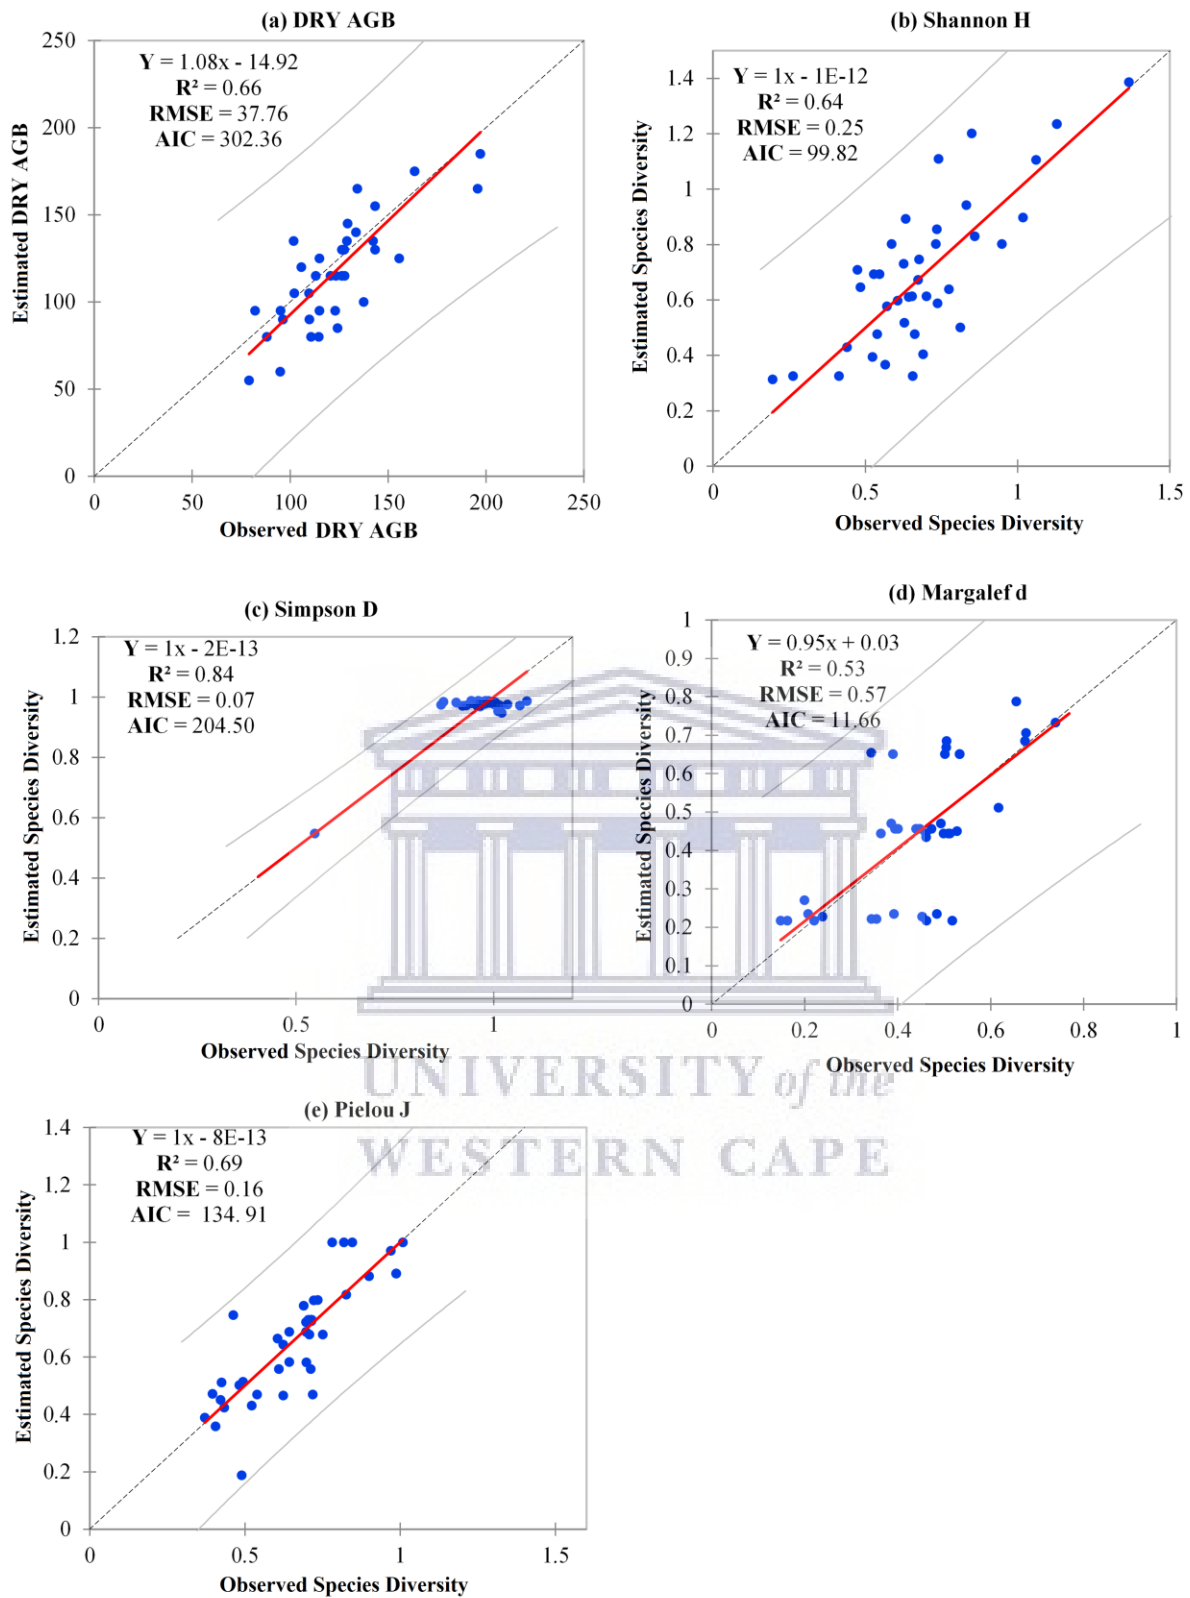 (a) DRY AGB
Y = 1.08x - 14.92
R² = 0.66
RMSE = 37.76
AIC = 302.36
Estimated DRY AGB
250
200
150
100
50
0
0 50 100 150 200 250
Observed DRY AGB
(b) Shannon H
Y = 1x - 1E-12
R² = 0.64
RMSE = 0.25
AIC = 99.82
Estimated Species Diversity
1.4
1.2
1
0.8
0.6
0.4
0.2
0
0 0.5 1 1.5
Observed Species Diversity
(c) Simpson D
Y = 1x - 2E-13
R² = 0.84
RMSE = 0.07
AIC = 204.50
Estimated Species Diversity
1.2
1
0.8
0.6
0.4
0.2
0
0 0.5 1
Observed Species Diversity
(d) Margalef d
Y = 0.95x + 0.03
R² = 0.53
RMSE = 0.57
AIC = 11.66
Estimated Species Diversity
1
0.9
0.8
0.7
0.6
0.5
0.4
0.3
0.2
0.1
0
0 0.2 0.4 0.6 0.8 1
Observed Species Diversity
UNIVERSITY of the
WESTERN CAPE
(e) Pielou J
Y = 1x - 8E-13
R² = 0.69
RMSE = 0.16
AIC = 134. 91
Estimated Species Diversity
1.4
1.2
1
0.8
0.6
0.4
0.2
0
0 0.5 1 1.5
Observed Species Diversity